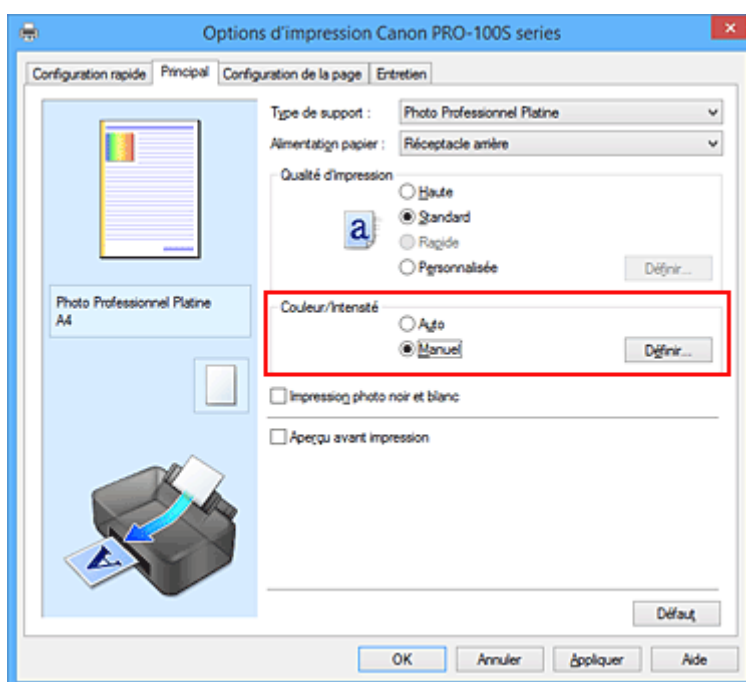 Options d'impression Canon PRO-100S series
Configuration rapide Principal Configuration de la page Entretien
Type de support : Photo Professionnel Platine
Alimentation papier : Réceptacle arrière
Qualité d'impression
Haute
Standard
Rapide
Personnalisée Définir...
Photo Professionnel Platine
A4
Couleur/Intensité
Auto
Manuel Définir...
Impression photo noir et blanc
Aperçu avant impression
Défaut
OK Annuler Appliquer Aide